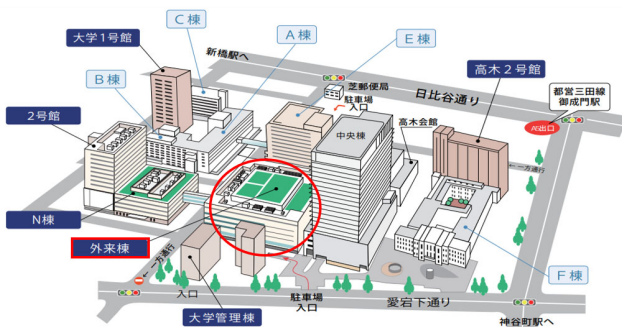 C棟
大学1号館
新橋駅へ
A棟
E棟
芝郵便局
駐車場
入口
日比谷通り
高木2号館
都営三田線
御成門駅
A5出口
B棟
2号館
中央棟
高木会館
←一方通行
N棟
外来棟
←一方通行
F棟
入口
駐車場
入口
愛宕下通り
大学管理棟
神谷町駅へ